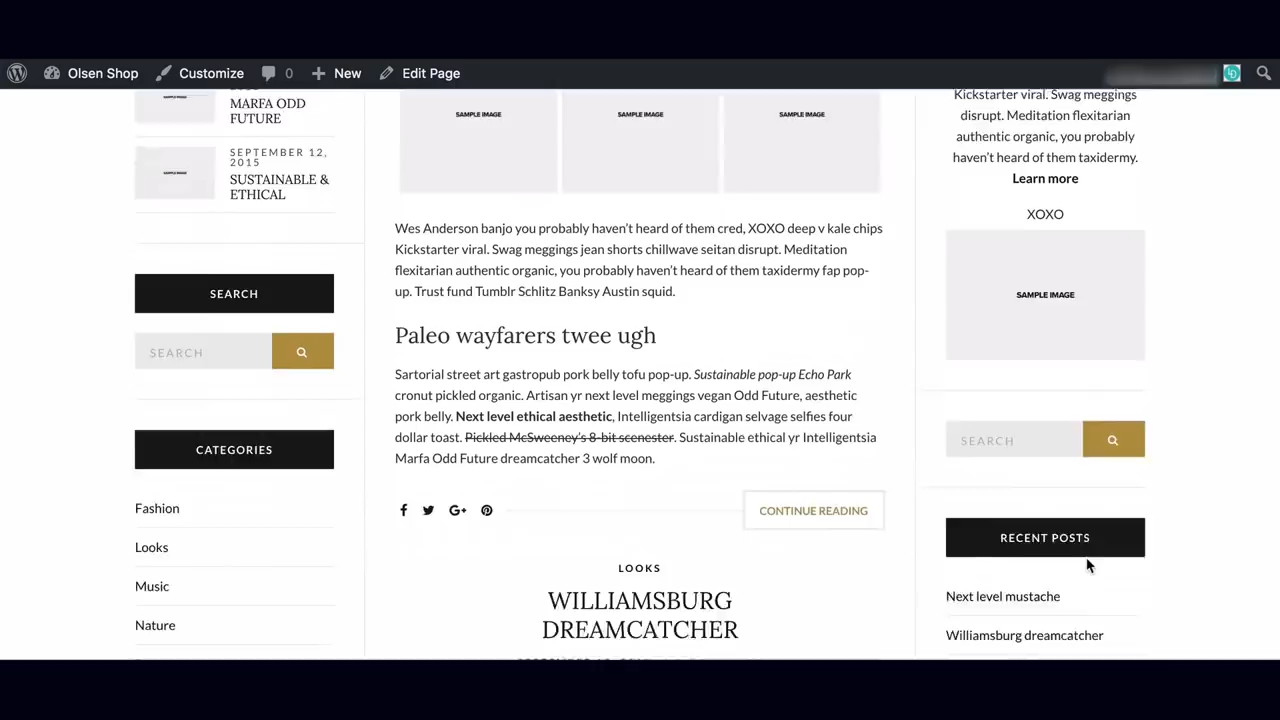 Olsen Shop Customize 0 New Edit Page
MARFA ODD
FUTURE
SAMPLE IMAGE
SEPTEMBER 12,
2015
SUSTAINABLE &
ETHICAL
SEARCH
SEARCH
CATEGORIES
Fashion
Looks
Music
Nature
SAMPLE IMAGE SAMPLE IMAGE SAMPLE IMAGE
Wes Anderson banjo you probably haven't heard of them cred, XOXO deep v kale chips
Kickstarter viral. Swag meggings jean shorts chillwave seitan disrupt. Meditation
flexitarian authentic organic, you probably haven't heard of them taxidermy fap pop-
up. Trust fund Tumblr Schlitz Banksy Austin squid.
Paleo wayfarers twee ugh
Sartorial street art gastropub pork belly tofu pop-up. Sustainable pop-up Echo Park
cronut pickled organic. Artisan yr next level meggings vegan Odd Future, aesthetic
pork belly. Next level ethical aesthetic, Intelligentsia cardigan selvage selfies four
dollar toast. Pickled McSweeney's 8-bit scenester. Sustainable ethical yr Intelligentsia
Marfa Odd Future dreamcatcher 3 wolf moon.
CONTINUE READING
LOOKS
WILLIAMSBURG
DREAMCATCHER
Kickstarter viral. Swag meggings
disrupt. Meditation flexitarian
authentic organic, you probably
haven't heard of them taxidermy.
Learn more
XOXO
SAMPLE IMAGE
SEARCH
RECENT POSTS
Next level mustache
Williamsburg dreamcatcher